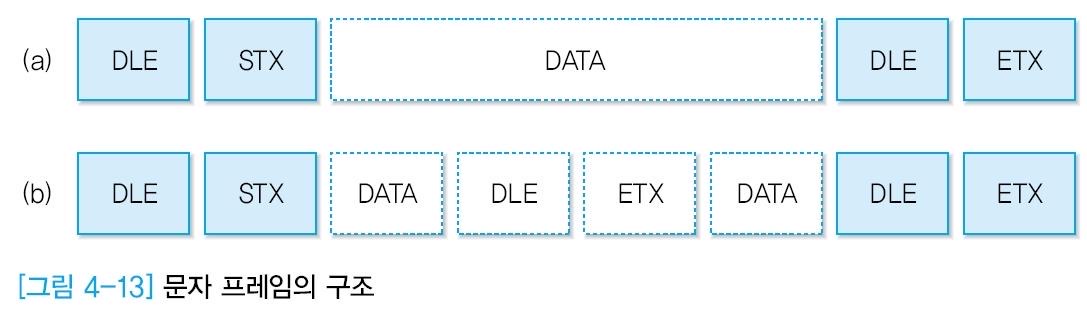 (a) DLE STX DATA DLE ETX
(b) DLE STX DATA DLE ETX DATA DLE ETX
[그림 4-13] 문자 프레임의 구조